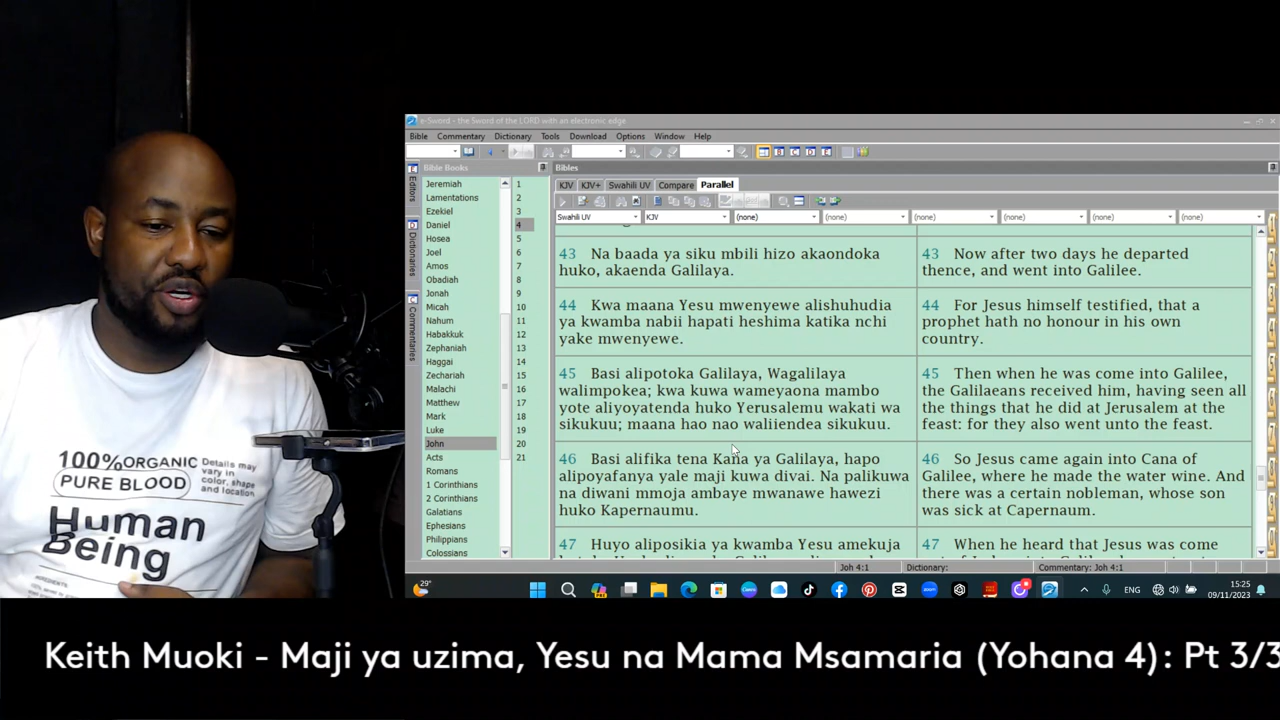 e-Sword - the Sword of the LORD with an electronic edge
Bible Commentary Dictionary Tools Download Options Window Help
Bible Books
Bibles
Editors
Dictionaries
Commentaries
KJV KJV+ Swahili UV Compare Parallel
Swahili UV KJV (none) (none) (none) (none) (none) (none)
Jeremiah
Lamentations
Ezekiel
Daniel
Hosea
Joel
Amos
Obadiah
Jonah
Micah
Nahum
Habakkuk
Zephaniah
Haggai
Zechariah
Malachi
Matthew
Mark
Luke
John
Acts
Romans
1 Corinthians
2 Corinthians
Galatians
Ephesians
Philippians
Colossians
1
2
3
4
5
6
7
8
9
10
11
12
13
14
15
16
17
18
19
20
21
43 Na baada ya siku mbili hizo akaondoka
huko, akaenda Galilaya.
44 Kwa maana Yesu mwenyewe alishuhudia
ya kwamba nabii hapati heshima katika nchi
yake mwenyewe.
45 Basi alipotoka Galilaya, Wagalilaya
walimpokea; kwa kuwa wameyaona mambo
yote aliyoyatenda huko Yerusalemu wakati wa
sikukuu; maana hao nao waliiendea sikukuu.
46 Basi alifika tena Kana ya Galilaya, hapo
alipoyafanya yale maji kuwa divai. Na palikuwa
na diwani mmoja ambaye mwanawe hawezi
huko Kapernaumu.
47 Huyo aliposikia ya kwamba Yesu amekuja
43 Now after two days he departed
thence, and went into Galilee.
44 For Jesus himself testified, that a
prophet hath no honour in his own
country.
45 Then when he was come into Galilee,
the Galilaeans received him, having seen all
the things that he did at Jerusalem at the
feast: for they also went unto the feast.
46 So Jesus came again into Cana of
Galilee, where he made the water wine. And
there was a certain nobleman, whose son
was sick at Capernaum.
47 When he heard that Jesus was come
Joh 4:1 Dictionary: Commentary: Joh 4:1
29°
ENG
15:25
09/11/2023
100% ORGANIC
PURE BLOOD
Details may
vary in
color, shape
and location
Human
Being
Keith Muoki - Maji ya uzima, Yesu na Mama Msamaria (Yohana 4): Pt 3/3